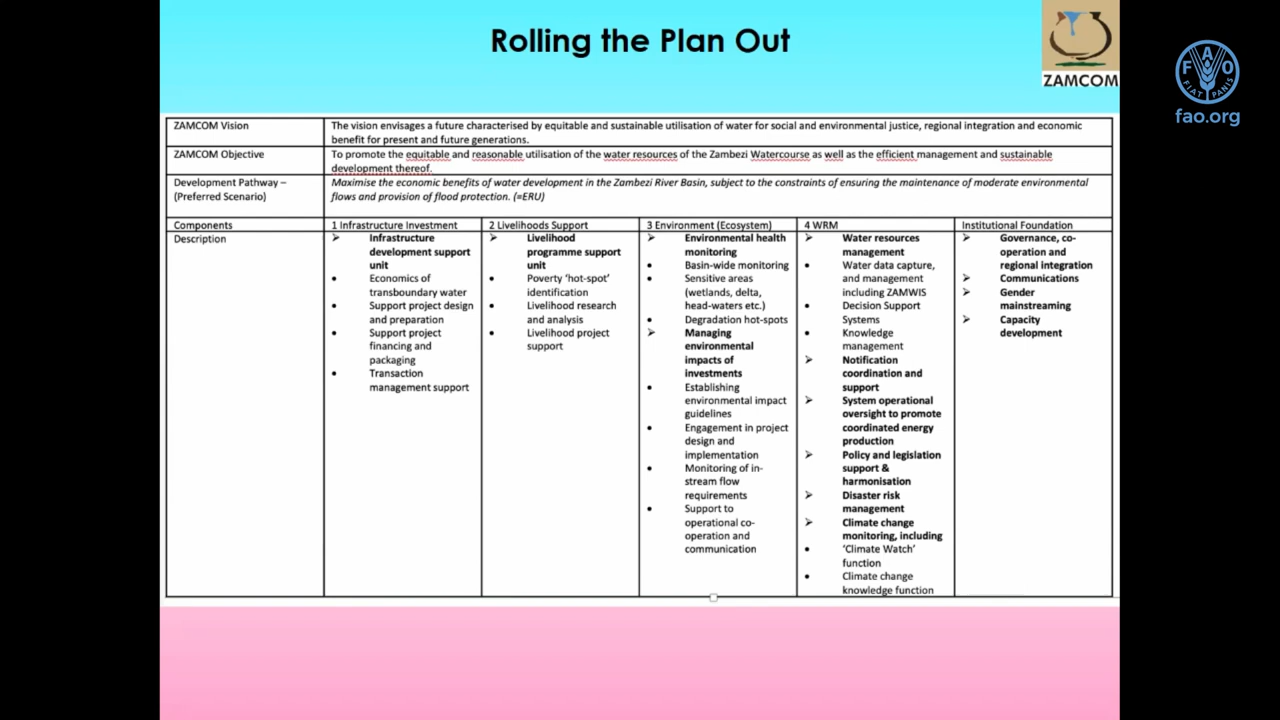 Rolling the Plan Out
ZAMCOM
F A O
FIAT PANIS
fao.org
ZAMCOM Vision
The vision envisages a future characterised by equitable and sustainable utilisation of water for social and environmental justice, regional integration and economic
benefit for present and future generations.
ZAMCOM Objective
To promote the equitable and reasonable utilisation of the water resources of the Zambezi Watercourse as well as the efficient management and sustainable
development thereof.
Development Pathway –
(Preferred Scenario)
Maximise the economic benefits of water development in the Zambezi River Basin, subject to the constraints of ensuring the maintenance of moderate environmental
flows and provision of flood protection. (=ERU)
Components
1 Infrastructure Investment
2 Livelihoods Support
3 Environment (Ecosystem)
4 WRM
Institutional Foundation
Description
➢ Infrastructure
development support
unit
• Economics of
transboundary water
• Support project design
and preparation
• Support project
financing and
packaging
• Transaction
management support
➢ Livelihood
programme support
unit
• Poverty ‘hot-spot’
identification
• Livelihood research
and analysis
• Livelihood project
support
➢ Environmental health
monitoring
• Basin-wide monitoring
• Sensitive areas
(wetlands, delta,
head-waters etc.)
• Degradation hot-spots
➢ Managing
environmental
impacts of
investments
• Establishing
environmental impact
guidelines
• Engagement in project
design and
implementation
• Monitoring of in-
stream flow
requirements
• Support to
operational co-
operation and
communication
➢ Water resources
management
• Water data capture,
and management
including ZAMWIS
• Decision Support
Systems
• Knowledge
management
➢ Notification
coordination and
support
➢ System operational
oversight to promote
coordinated energy
production
➢ Policy and legislation
support &
harmonisation
➢ Disaster risk
management
➢ Climate change
monitoring, including
• ‘Climate Watch’
function
• Climate change
knowledge function
➢ Governance, co-
operation and
regional integration
➢ Communications
➢ Gender
mainstreaming
➢ Capacity
development